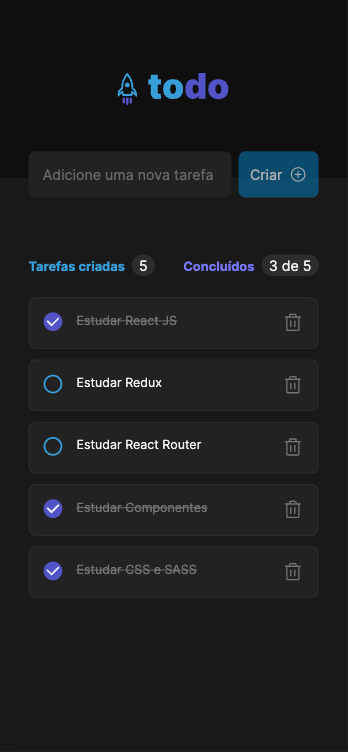 todo
Adicione uma nova tarefa
Criar
Tarefas criadas 5
Concluídos 3 de 5
Estudar React JS
Estudar Redux
Estudar React Router
Estudar Componentes
Estudar CSS e SASS